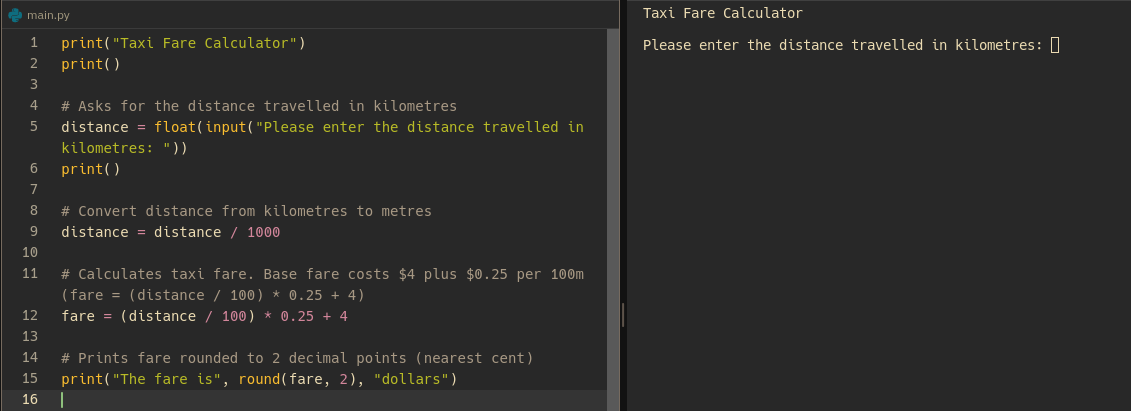 main.py
1 print("Taxi Fare Calculator")
2 print()
3
4 # Asks for the distance travelled in kilometres
5 distance = float(input("Please enter the distance travelled in
kilometres: "))
6 print()
7
8 # Convert distance from kilometres to metres
9 distance = distance / 1000
10
11 # Calculates taxi fare. Base fare costs $4 plus $0.25 per 100m
(fare = (distance / 100) * 0.25 + 4)
12 fare = (distance / 100) * 0.25 + 4
13
14 # Prints fare rounded to 2 decimal points (nearest cent)
15 print("The fare is", round(fare, 2), "dollars")
16
Taxi Fare Calculator
Please enter the distance travelled in kilometres: